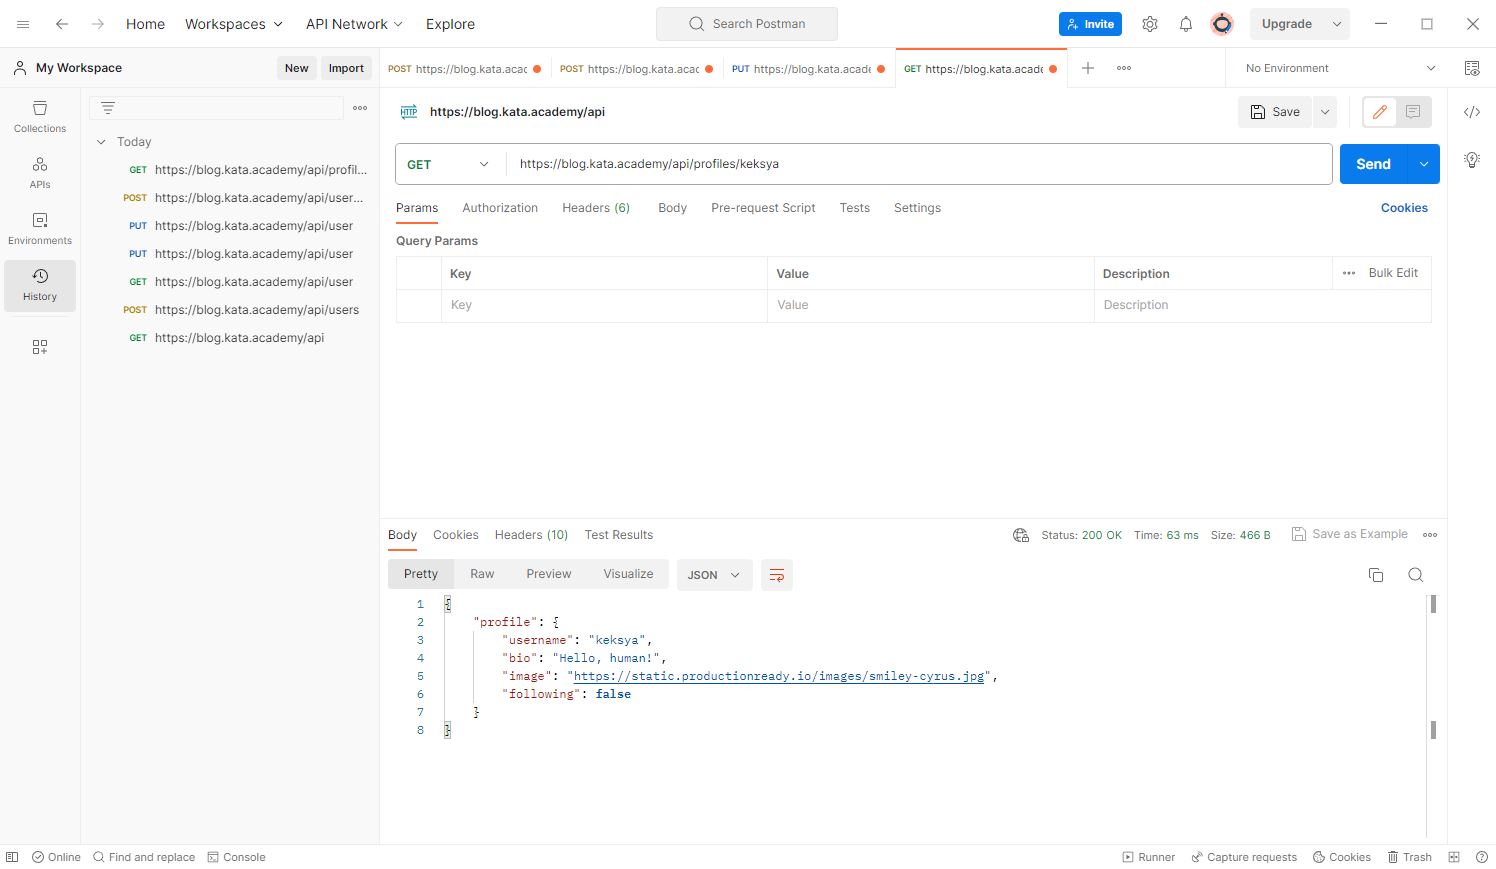 Home Workspaces API Network Explore Search Postman Invite Upgrade
My Workspace New Import
POST https://blog.kata.acac POST https://blog.kata.acac PUT https://blog.kata.acade GET https://blog.kata.acade No Environment
Collections
APIs
Environments
History
Today
GET https://blog.kata.academy/api/profil...
POST https://blog.kata.academy/api/user...
PUT https://blog.kata.academy/api/user
PUT https://blog.kata.academy/api/user
GET https://blog.kata.academy/api/user
POST https://blog.kata.academy/api/users
GET https://blog.kata.academy/api
HTTP https://blog.kata.academy/api Save
GET https://blog.kata.academy/api/profiles/keksya Send
Params Authorization Headers (6) Body Pre-request Script Tests Settings Cookies
Query Params
Key Value Description Bulk Edit
Key Value Description
Body Cookies Headers (10) Test Results Status: 200 OK Time: 63 ms Size: 466 B Save as Example
Pretty Raw Preview Visualize JSON
1 {
2 "profile": {
3 "username": "keksya",
4 "bio": "Hello, human!",
5 "image": "https://static.productionready.io/images/smiley-cyrus.jpg",
6 "following": false
7 }
8 }
Online Find and replace Console Runner Capture requests Cookies Trash